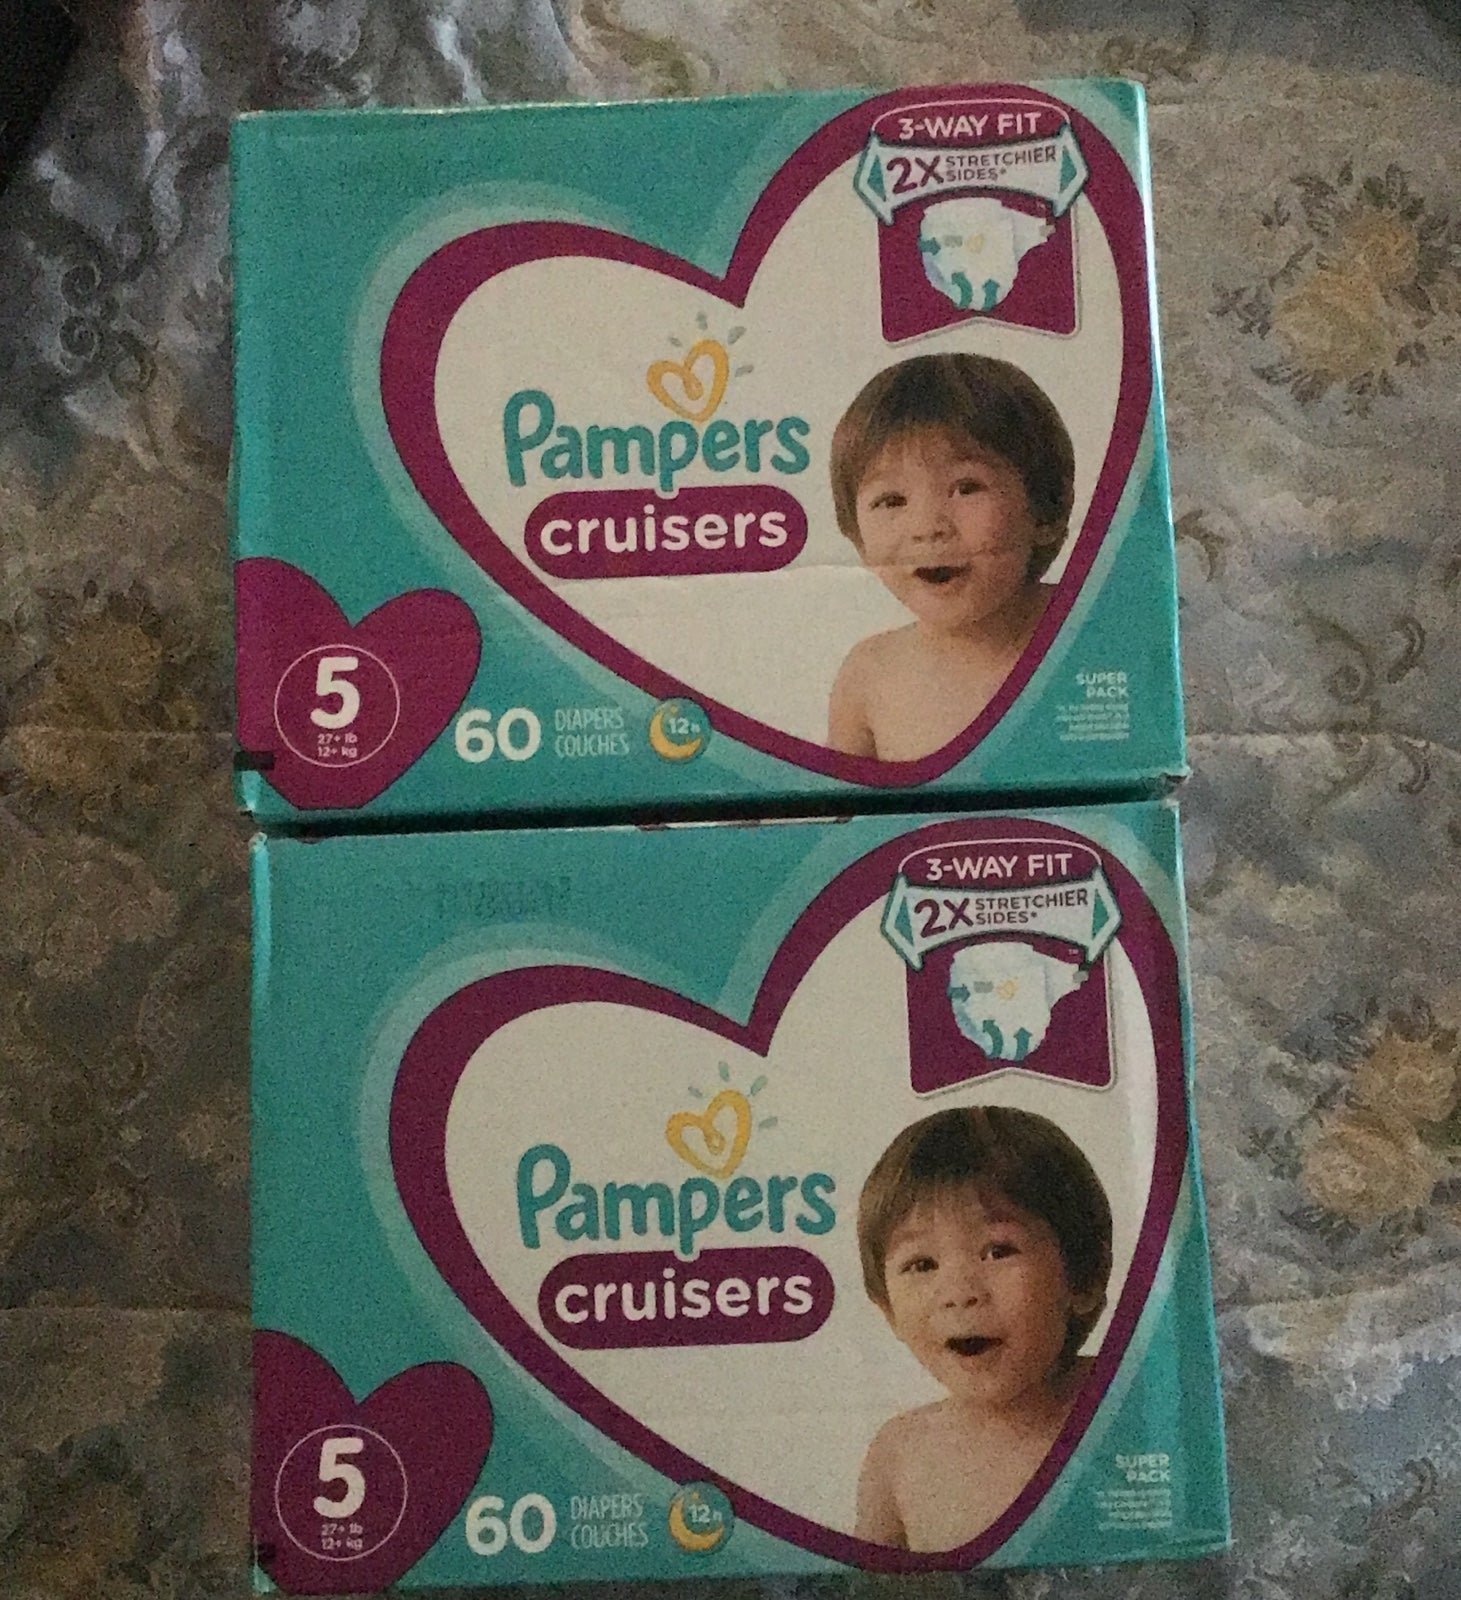 3-WAY FIT
2X STRETCHIER
SIDES*
Pampers
cruisers
5
27+ lb
12+ kg
60 DIAPERS
COUCHES
12h
SUPER
PACK
3-WAY FIT
2X STRETCHIER
SIDES*
™
Pampers
cruisers
5
27+ lb
12+ kg
60 DIAPERS
COUCHES
12h
SUPER
PACK